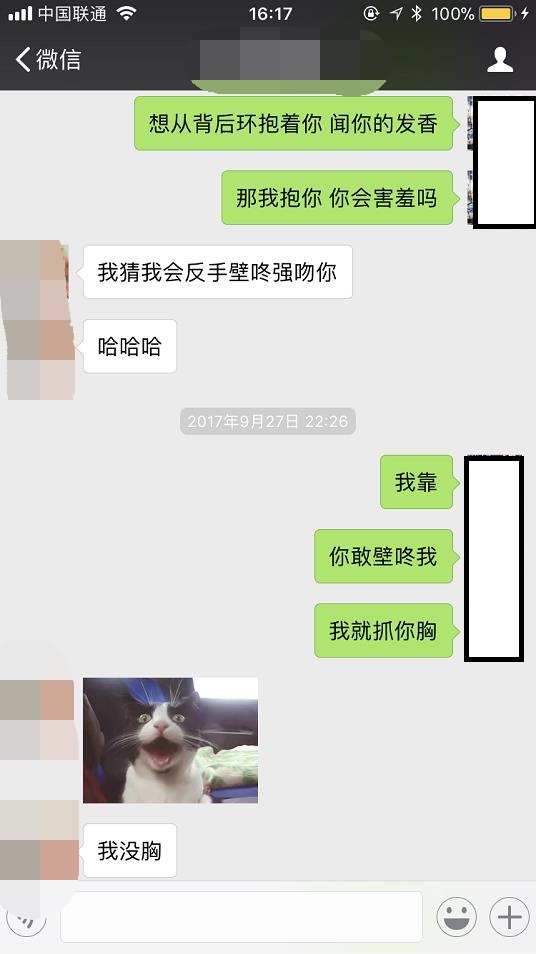 中国联通 16:17 100%
微信
想从背后环抱着你 闻你的发香
那我抱你 你会害羞吗
我猜我会反手壁咚强吻你
哈哈哈
2017年9月27日 22:26
我靠
你敢壁咚我
我就抓你胸
我没胸